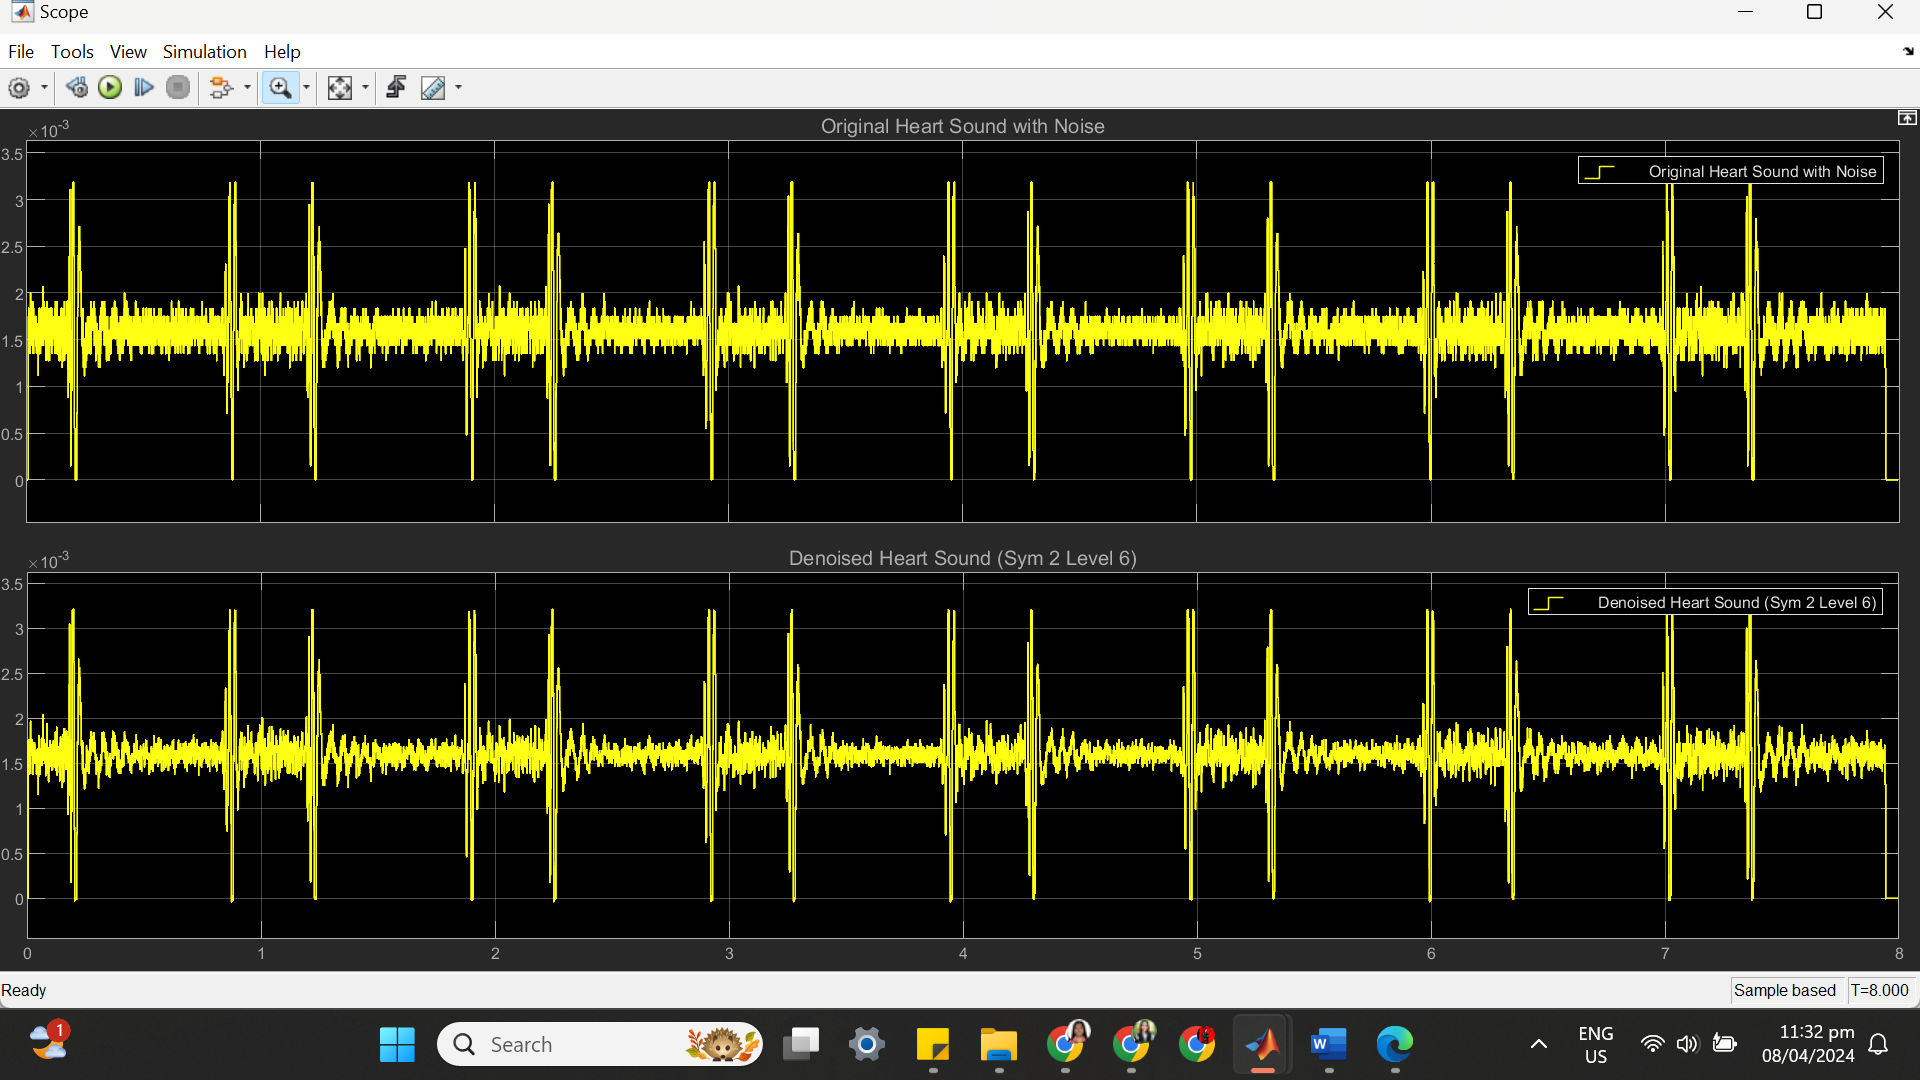 Scope
File Tools View Simulation Help
×10-3
Original Heart Sound with Noise
3.5
Original Heart Sound with Noise
3
2.5
2
1.5
1
0.5
0
×10-3
Denoised Heart Sound (Sym 2 Level 6)
3.5
Denoised Heart Sound (Sym 2 Level 6)
3
2.5
2
1.5
1
0.5
0
0 1 2 3 4 5 6 7 8
Ready
Sample based T=8.000
1
Search
W
ENG
US
11:32 pm
08/04/2024